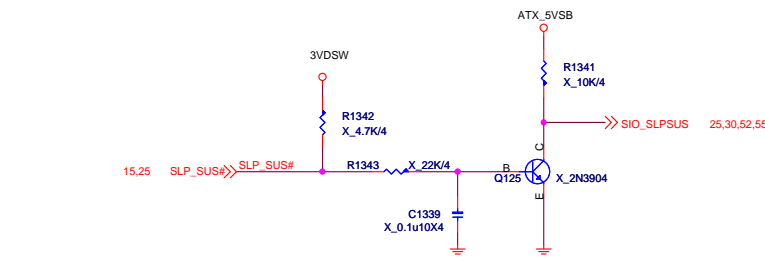 ATX_5VSB
3VDSW
R1341
X_10K/4
R1342
X_4.7K/4
SIO_SLPSUS 25,30,52,55
15,25 SLP_SUS# SLP_SUS# R1343 X_22K/4 B C
Q125 X_2N3904
E
C1339
X_0.1u10X4